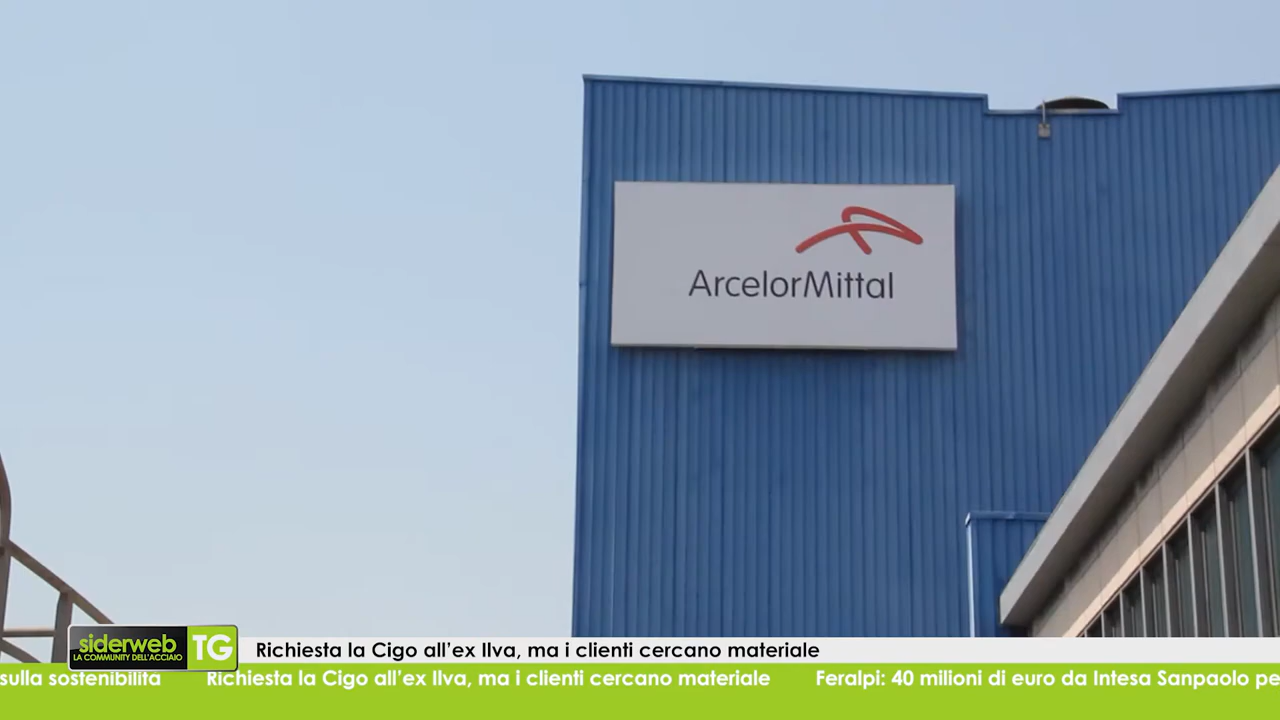 ArcelorMittal
siderweb TG
LA COMMUNITY DELL'ACCIAIO
Richiesta la Cigo all'ex Ilva, ma i clienti cercano materiale
sulla sostenibilità Richiesta la Cigo all'ex Ilva, ma i clienti cercano materiale Feralpi: 40 milioni di euro da Intesa Sanpaolo pe